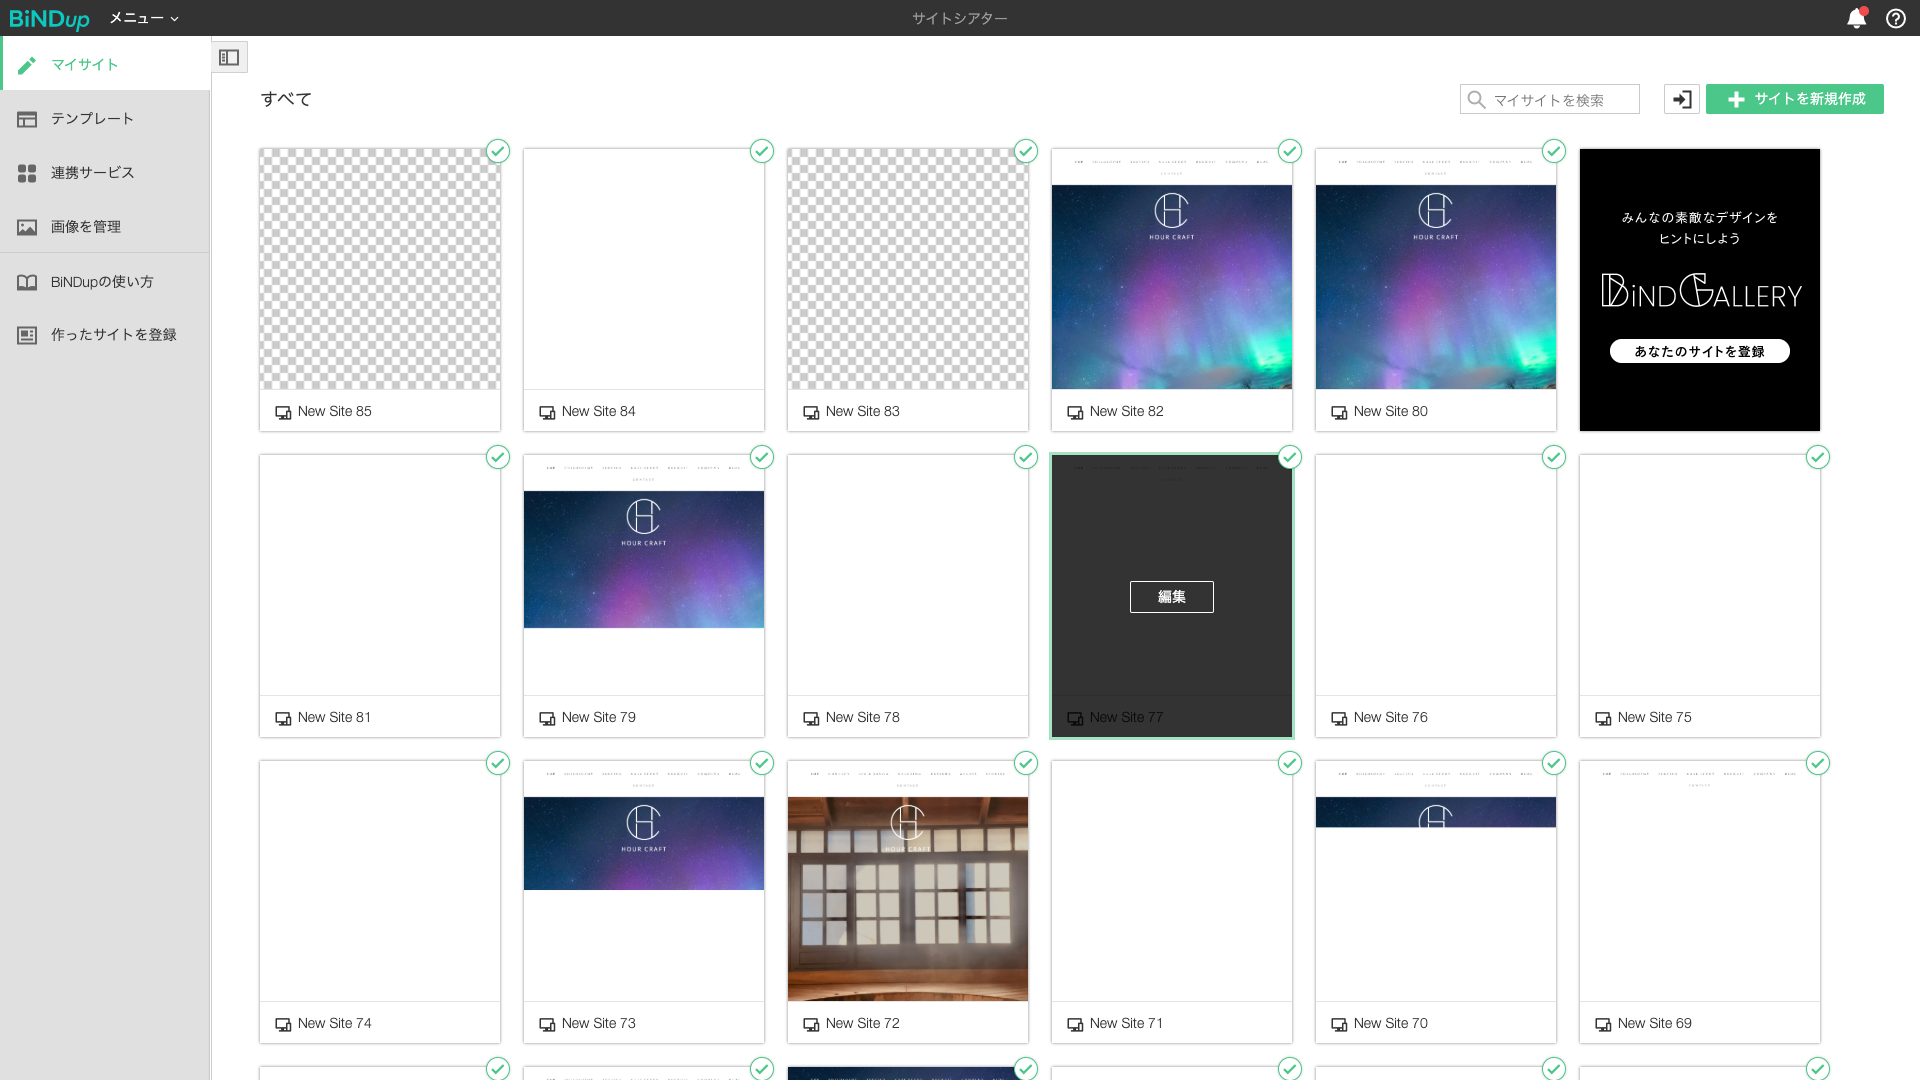 BiNDup メニュー サイトシアター
マイサイト
テンプレート
連携サービス
画像を管理
BiNDupの使い方
作ったサイトを登録
すべて マイサイトを検索 サイトを新規作成
HOUR CRAFT
HOUR CRAFT
みんなの素敵なデザインを
ヒントにしよう
BiND GALLERY
あなたのサイトを登録
New Site 85
New Site 84
New Site 83
New Site 82
New Site 80
HOUR CRAFT
編集
New Site 81
New Site 79
New Site 78
New Site 77
New Site 76
New Site 75
HOUR CRAFT
HOUR CRAFT
New Site 74
New Site 73
New Site 72
New Site 71
New Site 70
New Site 69